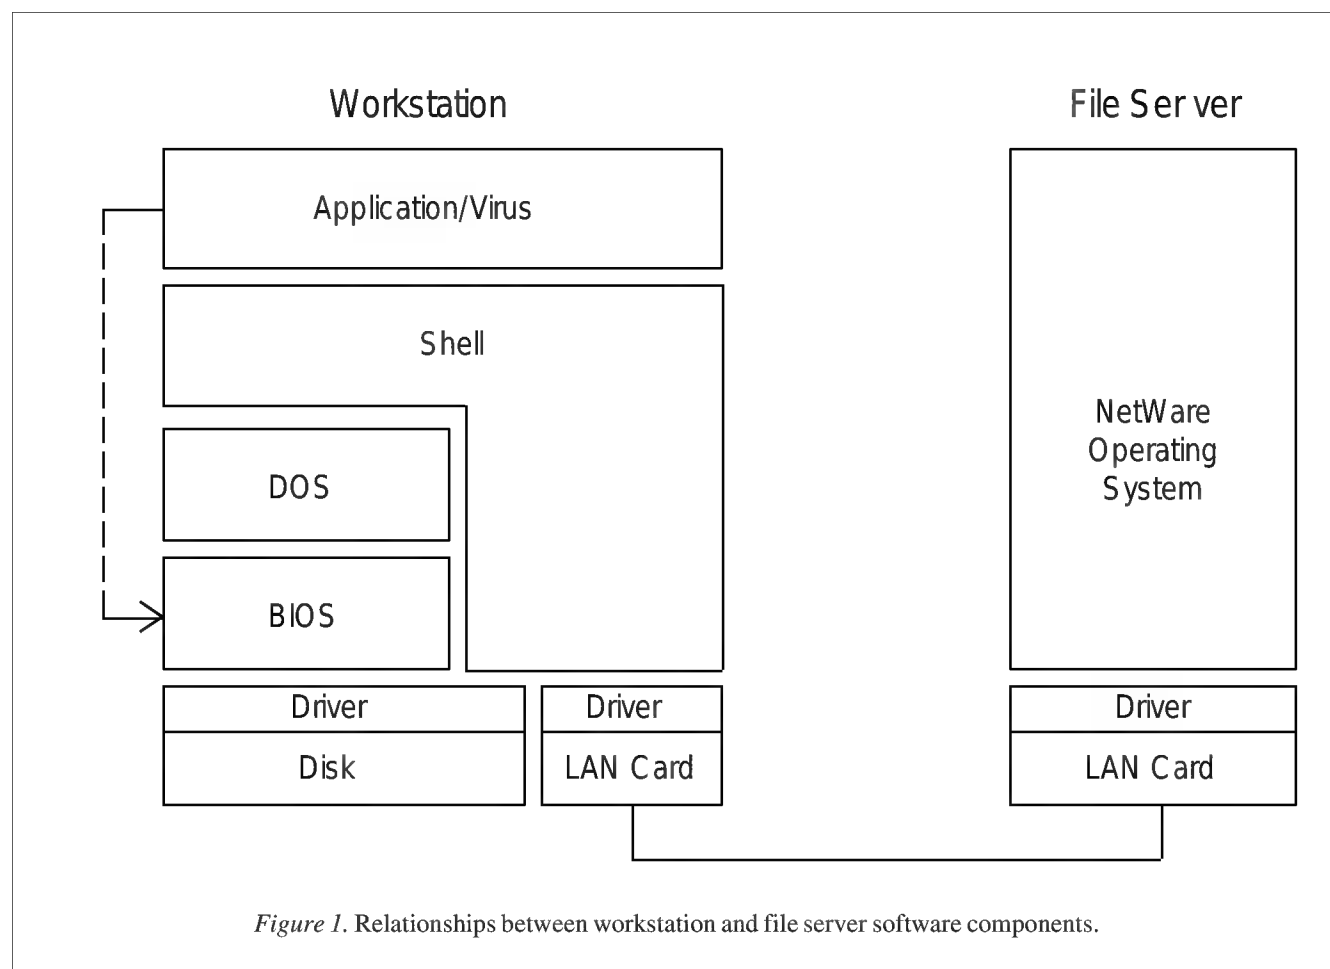 Workstation
File Server
Application/Virus
Shell
DOS
BIOS
Driver
Disk
Driver
LAN Card
NetWare
Operating
System
Driver
LAN Card
Figure 1. Relationships between workstation and file server software components.